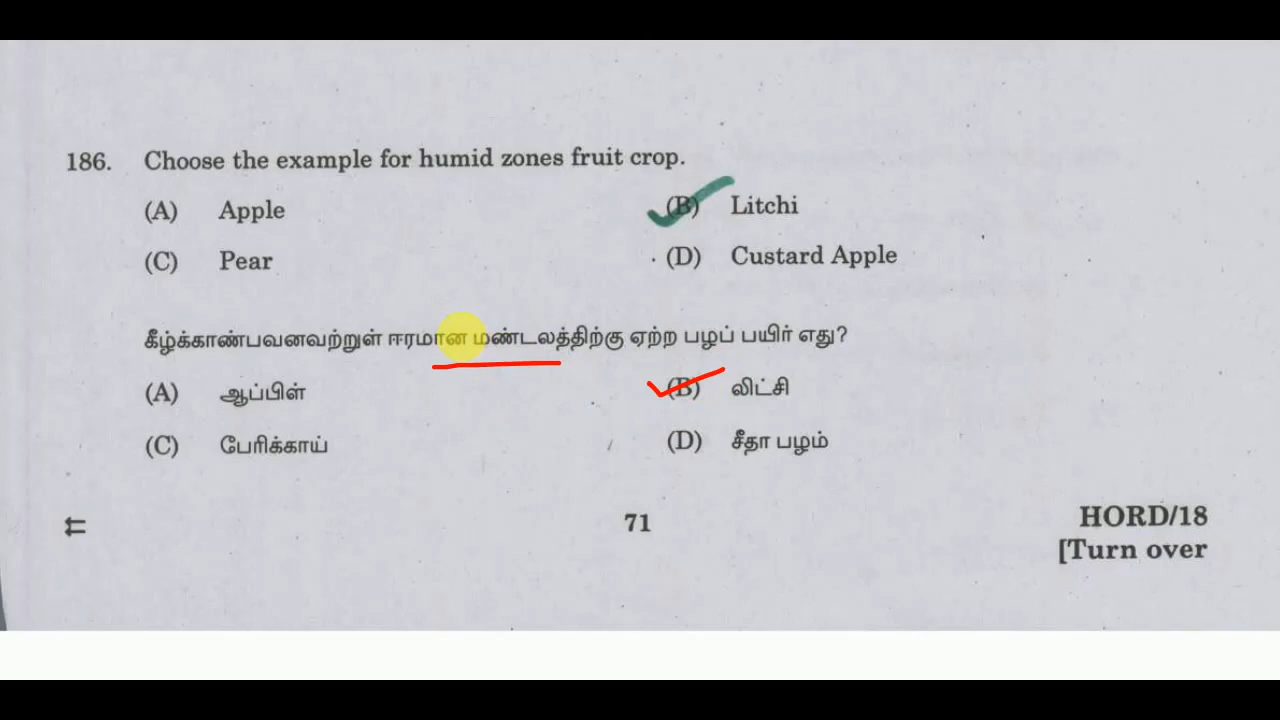 186. Choose the example for humid zones fruit crop.
(A) Apple (B) Litchi
(C) Pear (D) Custard Apple
கீழ்க்காண்பவனவற்றுள் ஈரமான மண்டலத்திற்கு ஏற்ற பழப் பயிர் எது?
(A) ஆப்பிள் (B) லிட்சி
(C) பேரிக்காய் (D) சீதா பழம்
71 HORD/18
[Turn over